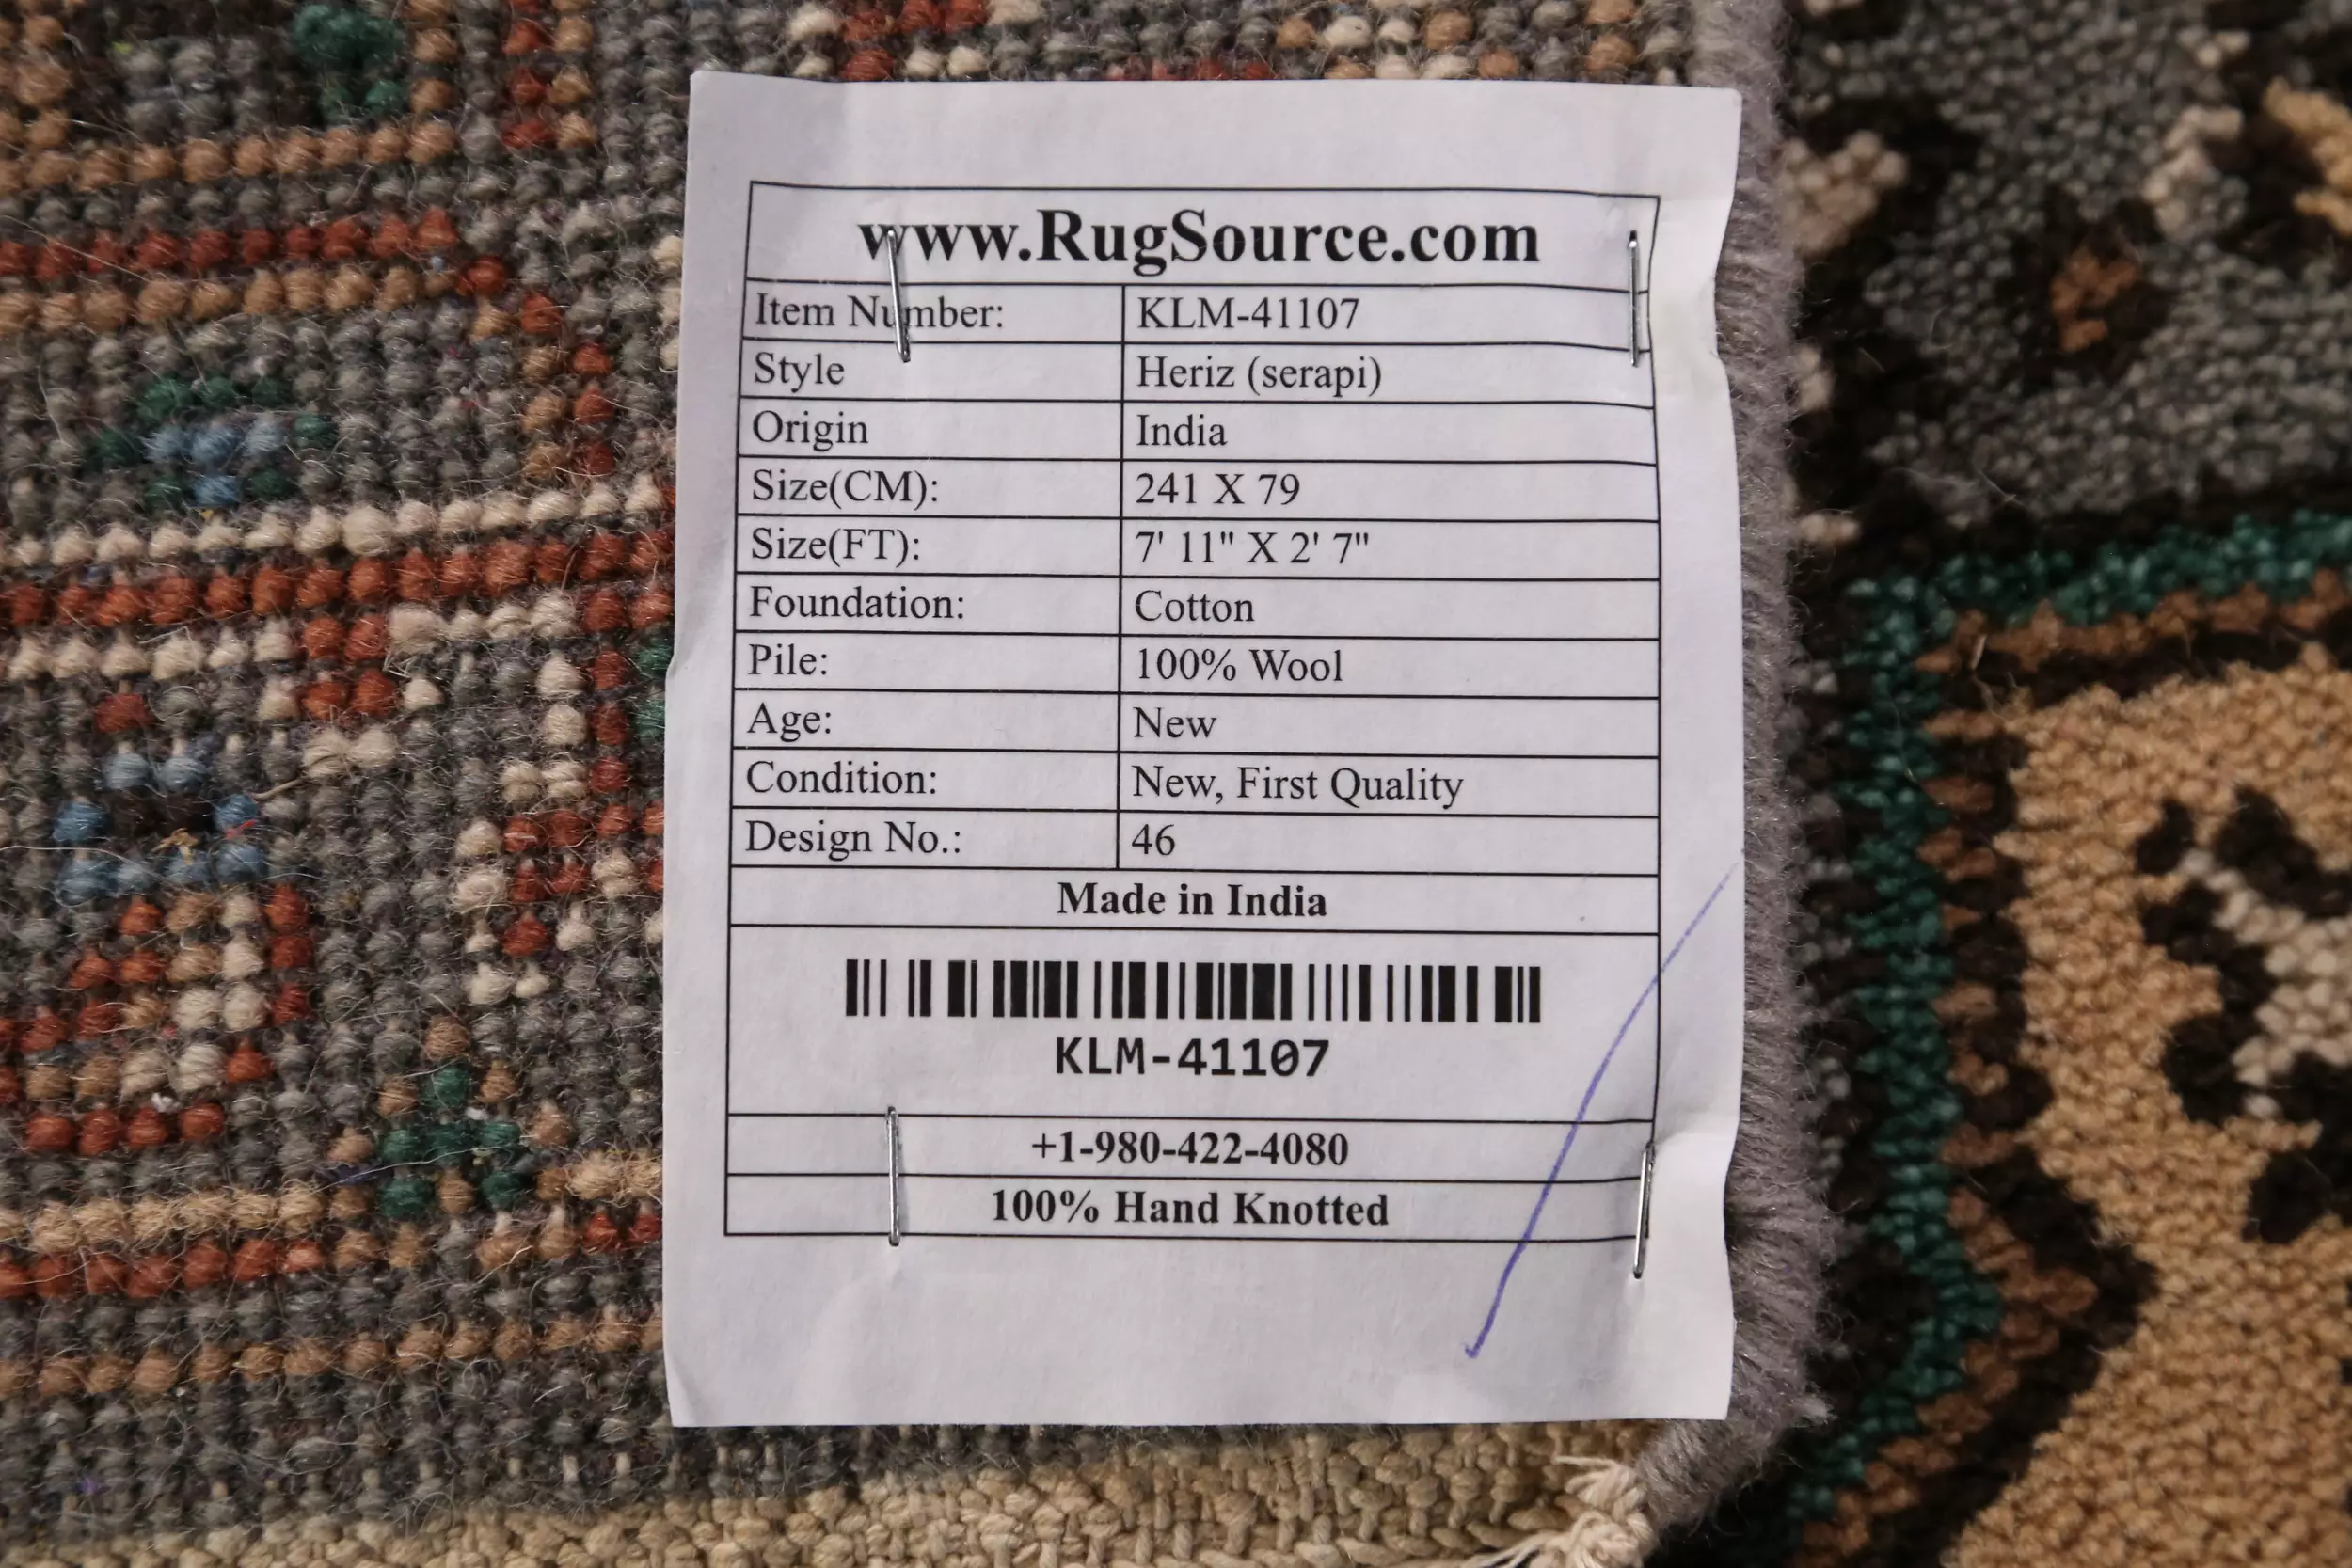 www.RugSource.com
Item Number: KLM-41107
Style Heriz (serapi)
Origin India
Size(CM): 241 X 79
Size(FT): 7' 11" X 2' 7"
Foundation: Cotton
Pile: 100% Wool
Age: New
Condition: New, First Quality
Design No.: 46
Made in India
KLM-41107
+1-980-422-4080
100% Hand Knotted